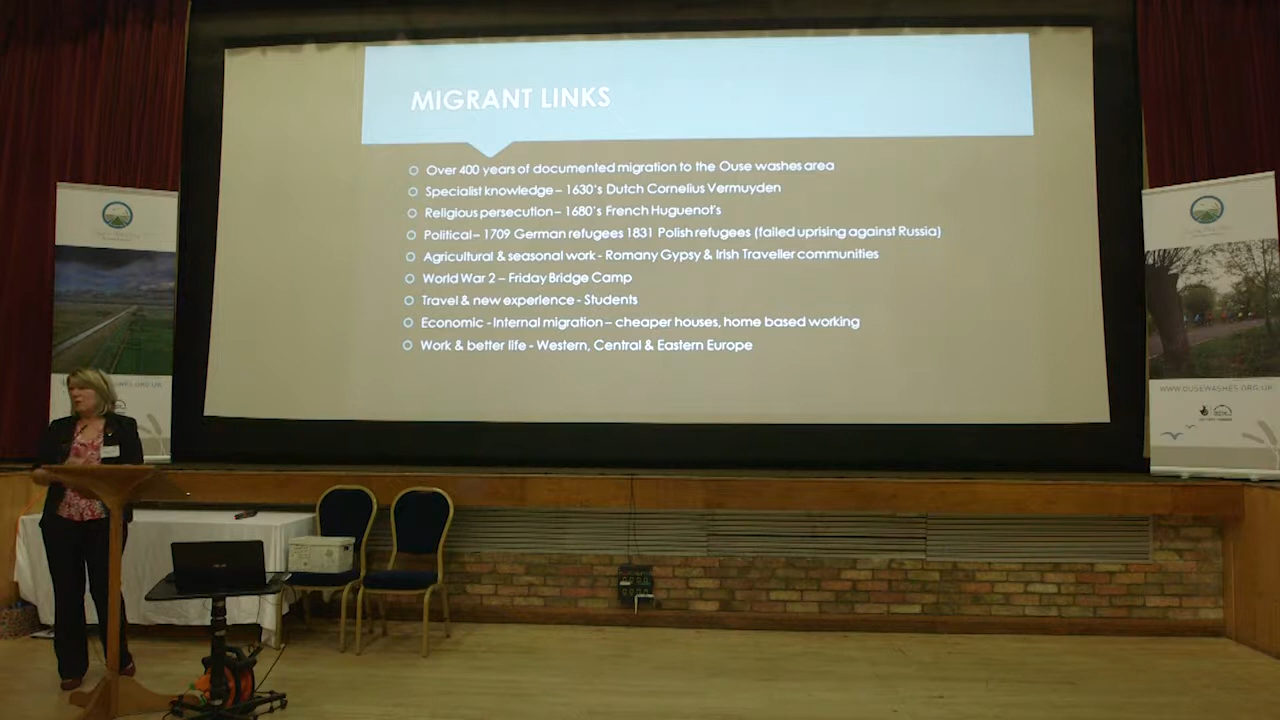 MIGRANT LINKS
Over 400 years of documented migration to the Ouse washes area
Specialist knowledge – 1630's Dutch Cornelius Vermuyden
Religious persecution – 1680's French Huguenot's
Political – 1709 German refugees 1831 Polish refugees (failed uprising against Russia)
Agricultural & seasonal work - Romany Gypsy & Irish Traveller communities
World War 2 – Friday Bridge Camp
Travel & new experience - Students
Economic - Internal migration – cheaper houses, home based working
Work & better life - Western, Central & Eastern Europe
WWW.OUSEWASHES.ORG.UK